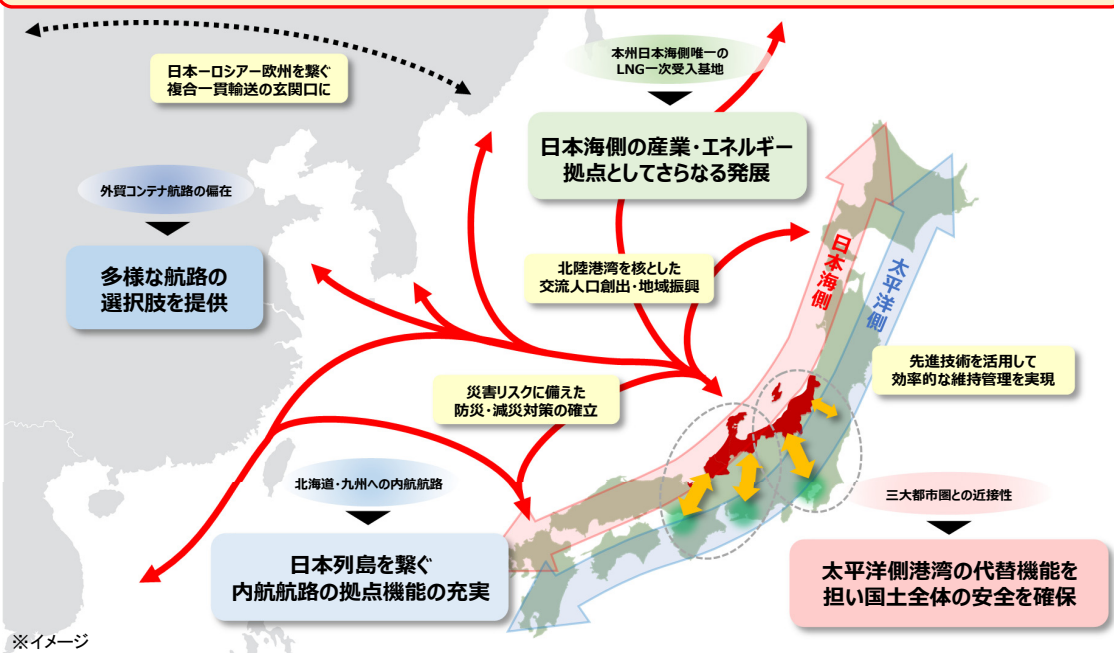 日本ーロシアー欧州を繋ぐ
複合一貫輸送の玄関口に
本州日本海側唯一の
LNG一次受入基地
日本海側の産業・エネルギー
拠点としてさらなる発展
外貿コンテナ航路の偏在
多様な航路の
選択肢を提供
北陸港湾を核とした
交流人口創出・地域振興
日本海側
太平洋側
先進技術を活用して
効率的な維持管理を実現
災害リスクに備えた
防災・減災対策の確立
北海道・九州への内航航路
日本列島を繋ぐ
内航航路の拠点機能の充実
三大都市圏との近接性
太平洋側港湾の代替機能を
担い国土全体の安全を確保
※イメージ